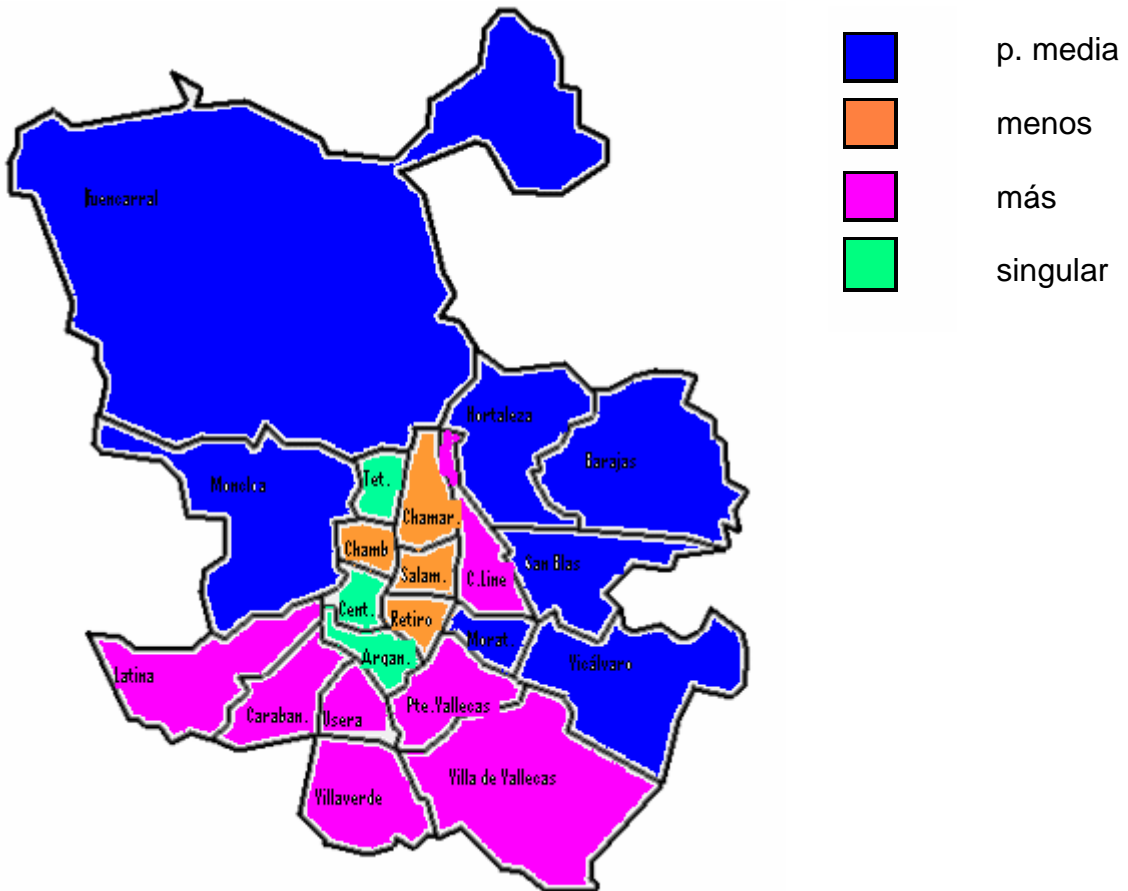 p. media
menos
más
singular
Fuencarral
Hortaleza
Barajas
Moncloa
Tet.
Chamar.
Chamb
Salam.
C.Line
San Blas
Cent.
Retiro
Morat.
Vicálvaro
Latina
Arqan.
Caraban.
Usera
Pte.Vallecas
Villaverde
Villa de Vallecas